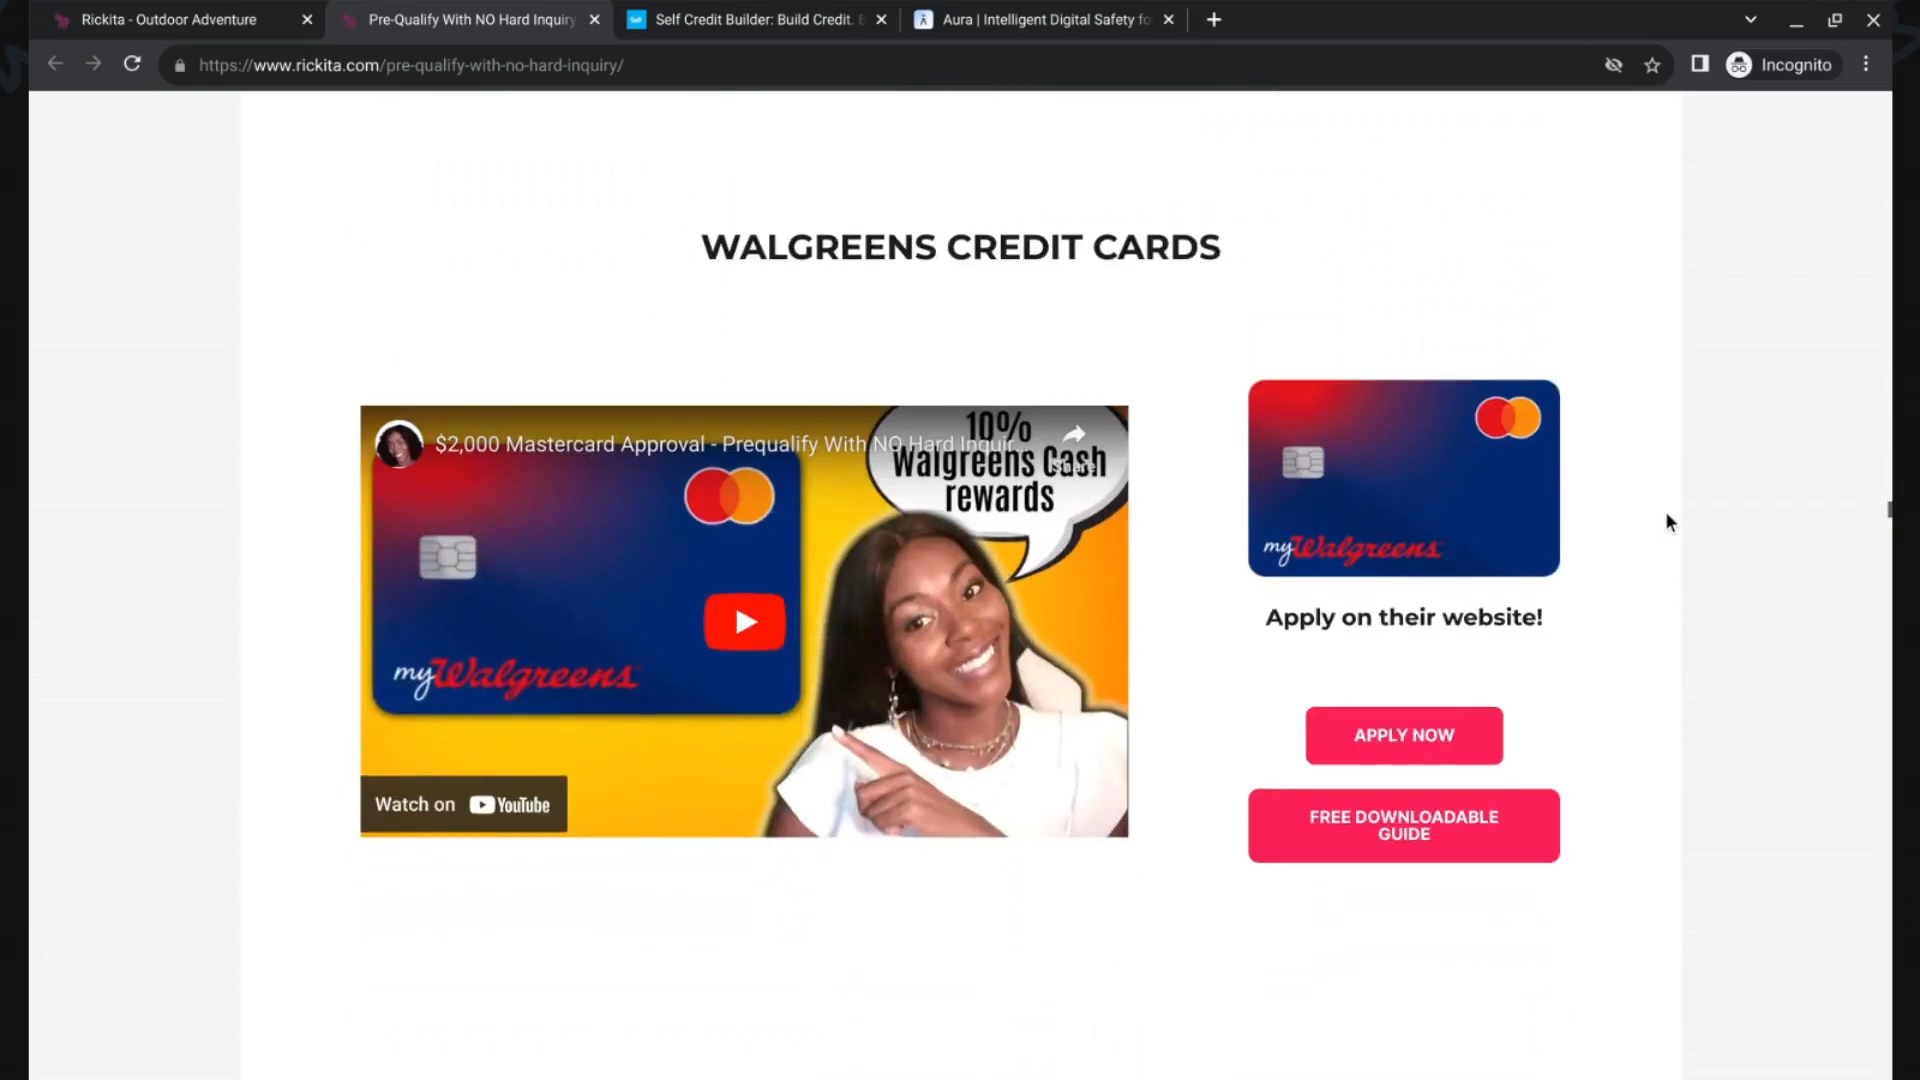 Rickita - Outdoor Adventure
Pre-Qualify With NO Hard Inquiry
Self Credit Builder: Build Credit.
Aura | Intelligent Digital Safety fo
https://www.rickita.com/pre-qualify-with-no-hard-inquiry/
Incognito
WALGREENS CREDIT CARDS
$2,000 Mastercard Approval - Prequalify With NO Hard Inquir...
Share
10%
Walgreens Cash
rewards
myWalgreens
Watch on YouTube
myWalgreens
Apply on their website!
APPLY NOW
FREE DOWNLOADABLE
GUIDE